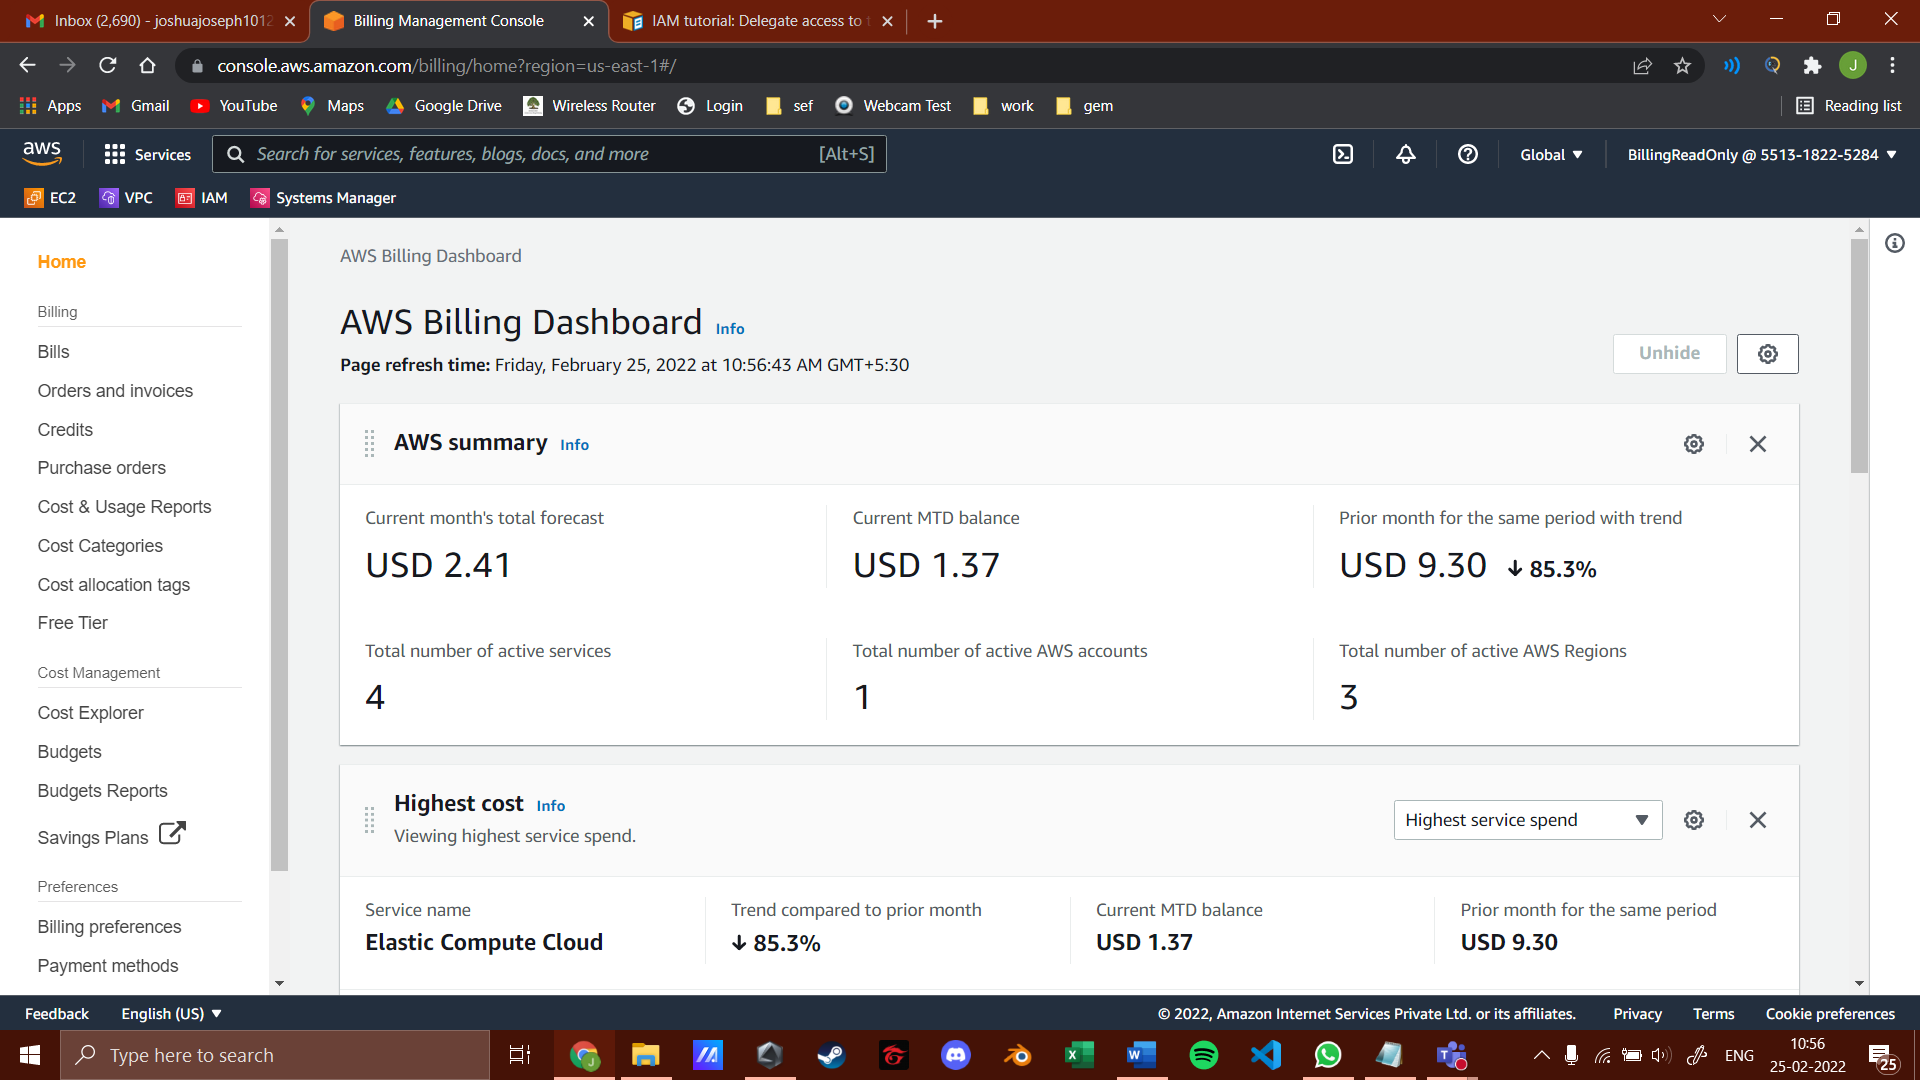 Inbox (2,690) - joshuajoseph1012
Billing Management Console
IAM tutorial: Delegate access to t
console.aws.amazon.com/billing/home?region=us-east-1#/
J
Apps
Gmail
YouTube
Maps
Google Drive
Wireless Router
Login
sef
Webcam Test
work
gem
Reading list
aws
Services
Search for services, features, blogs, docs, and more
[Alt+S]
Global
BillingReadOnly @ 5513-1822-5284
EC2
VPC
IAM
Systems Manager
Home
Billing
Bills
Orders and invoices
Credits
Purchase orders
Cost & Usage Reports
Cost Categories
Cost allocation tags
Free Tier
Cost Management
Cost Explorer
Budgets
Budgets Reports
Savings Plans
Preferences
Billing preferences
Payment methods
AWS Billing Dashboard
AWS Billing Dashboard Info
Page refresh time: Friday, February 25, 2022 at 10:56:43 AM GMT+5:30
Unhide
AWS summary Info
Current month's total forecast
USD 2.41
Current MTD balance
USD 1.37
Prior month for the same period with trend
USD 9.30 ↓ 85.3%
Total number of active services
4
Total number of active AWS accounts
1
Total number of active AWS Regions
3
Highest cost Info
Viewing highest service spend.
Highest service spend
Service name
Elastic Compute Cloud
Trend compared to prior month
↓ 85.3%
Current MTD balance
USD 1.37
Prior month for the same period
USD 9.30
Feedback
English (US)
© 2022, Amazon Internet Services Private Ltd. or its affiliates.
Privacy
Terms
Cookie preferences
Type here to search
ENG
10:56
25-02-2022
25